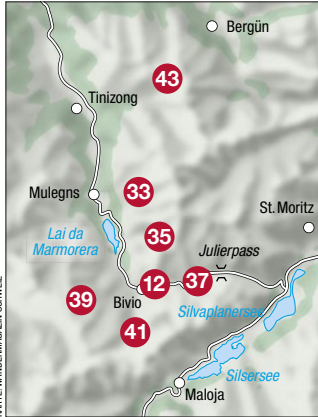 Bergün
43
Tinizong
33
Mulegns
St. Moritz
Lai da
Marmorera
35
Julierpass
12
37
39
Bivio
Silvaplanersee
41
Silsersee
Maloja